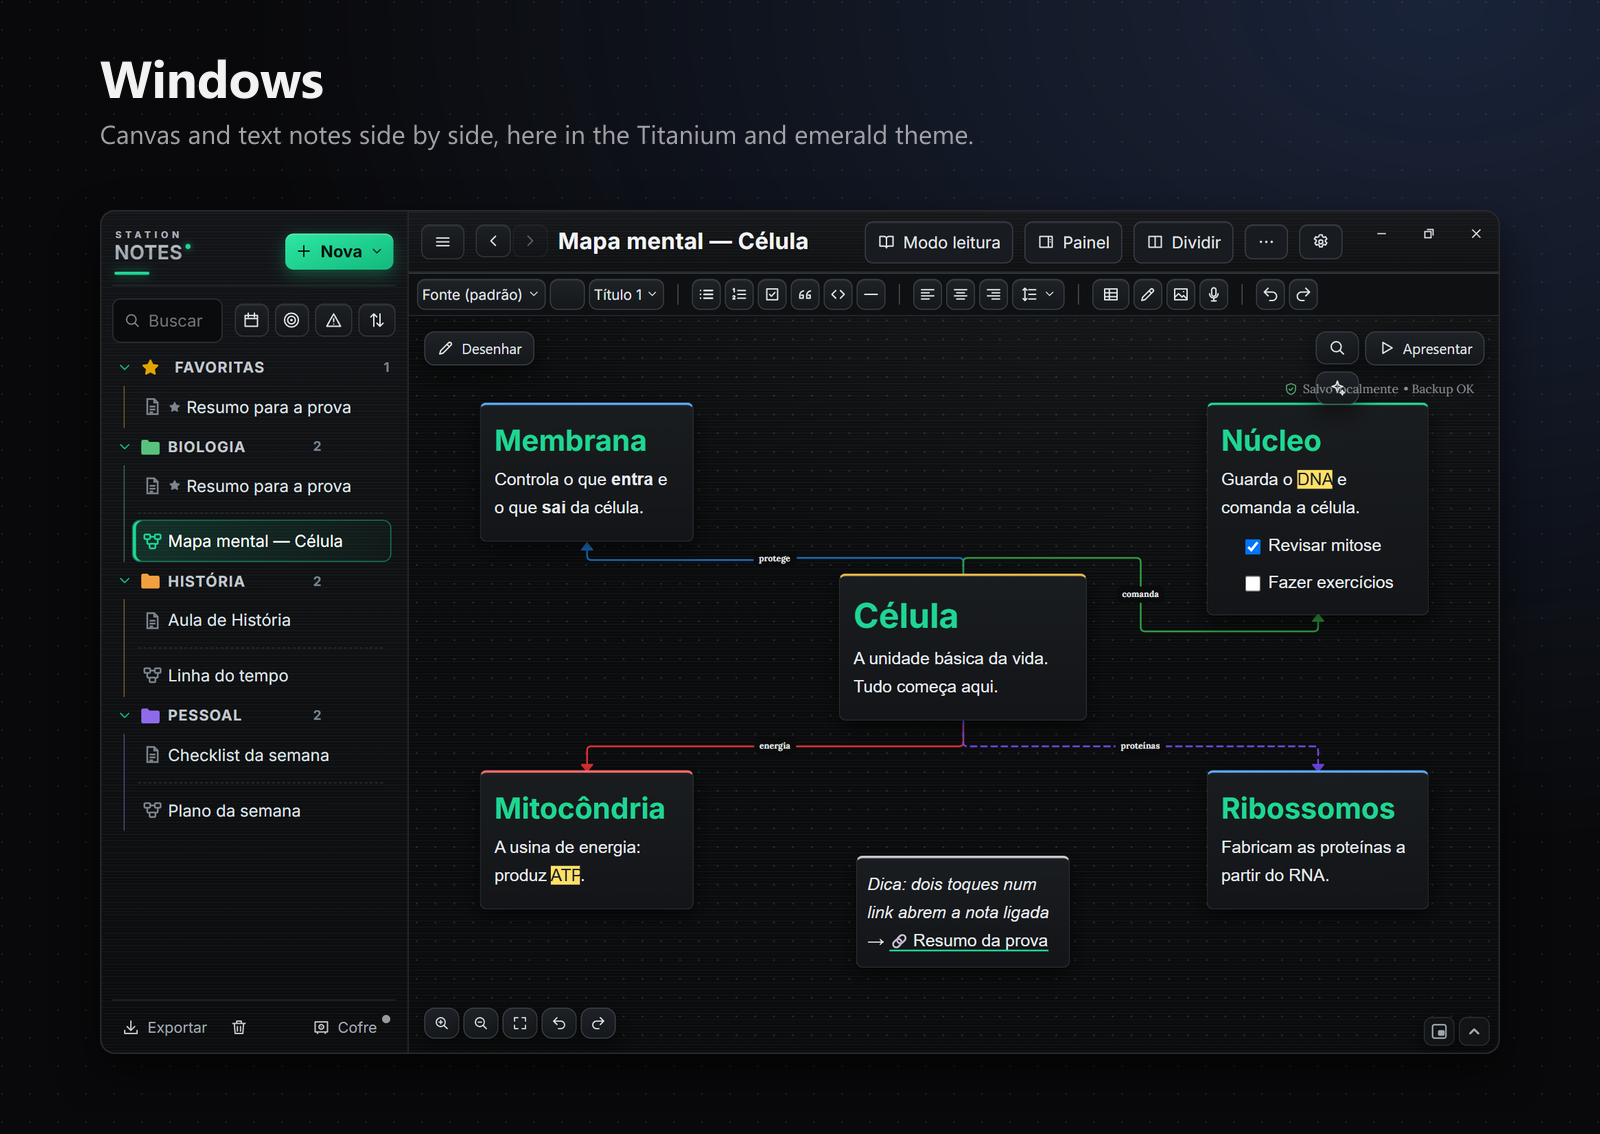 Windows
Canvas and text notes side by side, here in the Titanium and emerald theme.
STATION
NOTES
Nova
Mapa mental — Célula
Modo leitura
Painel
Dividir
Fonte (padrão)
Título 1
Buscar
Desenhar
Apresentar
Salvo localmente • Backup OK
FAVORITAS 1
Resumo para a prova
BIOLOGIA 2
Resumo para a prova
Mapa mental — Célula
HISTÓRIA 2
Aula de História
Linha do tempo
PESSOAL 2
Checklist da semana
Plano da semana
Exportar
Cofre
Membrana
Controla o que entra e
o que sai da célula.
Núcleo
Guarda o DNA e
comanda a célula.
Revisar mitose
Fazer exercícios
protege
comanda
Célula
A unidade básica da vida.
Tudo começa aqui.
energia
proteínas
Mitocôndria
A usina de energia:
produz ATP.
Ribossomos
Fabricam as proteínas a
partir do RNA.
Dica: dois toques num
link abrem a nota ligada
→ Resumo da prova